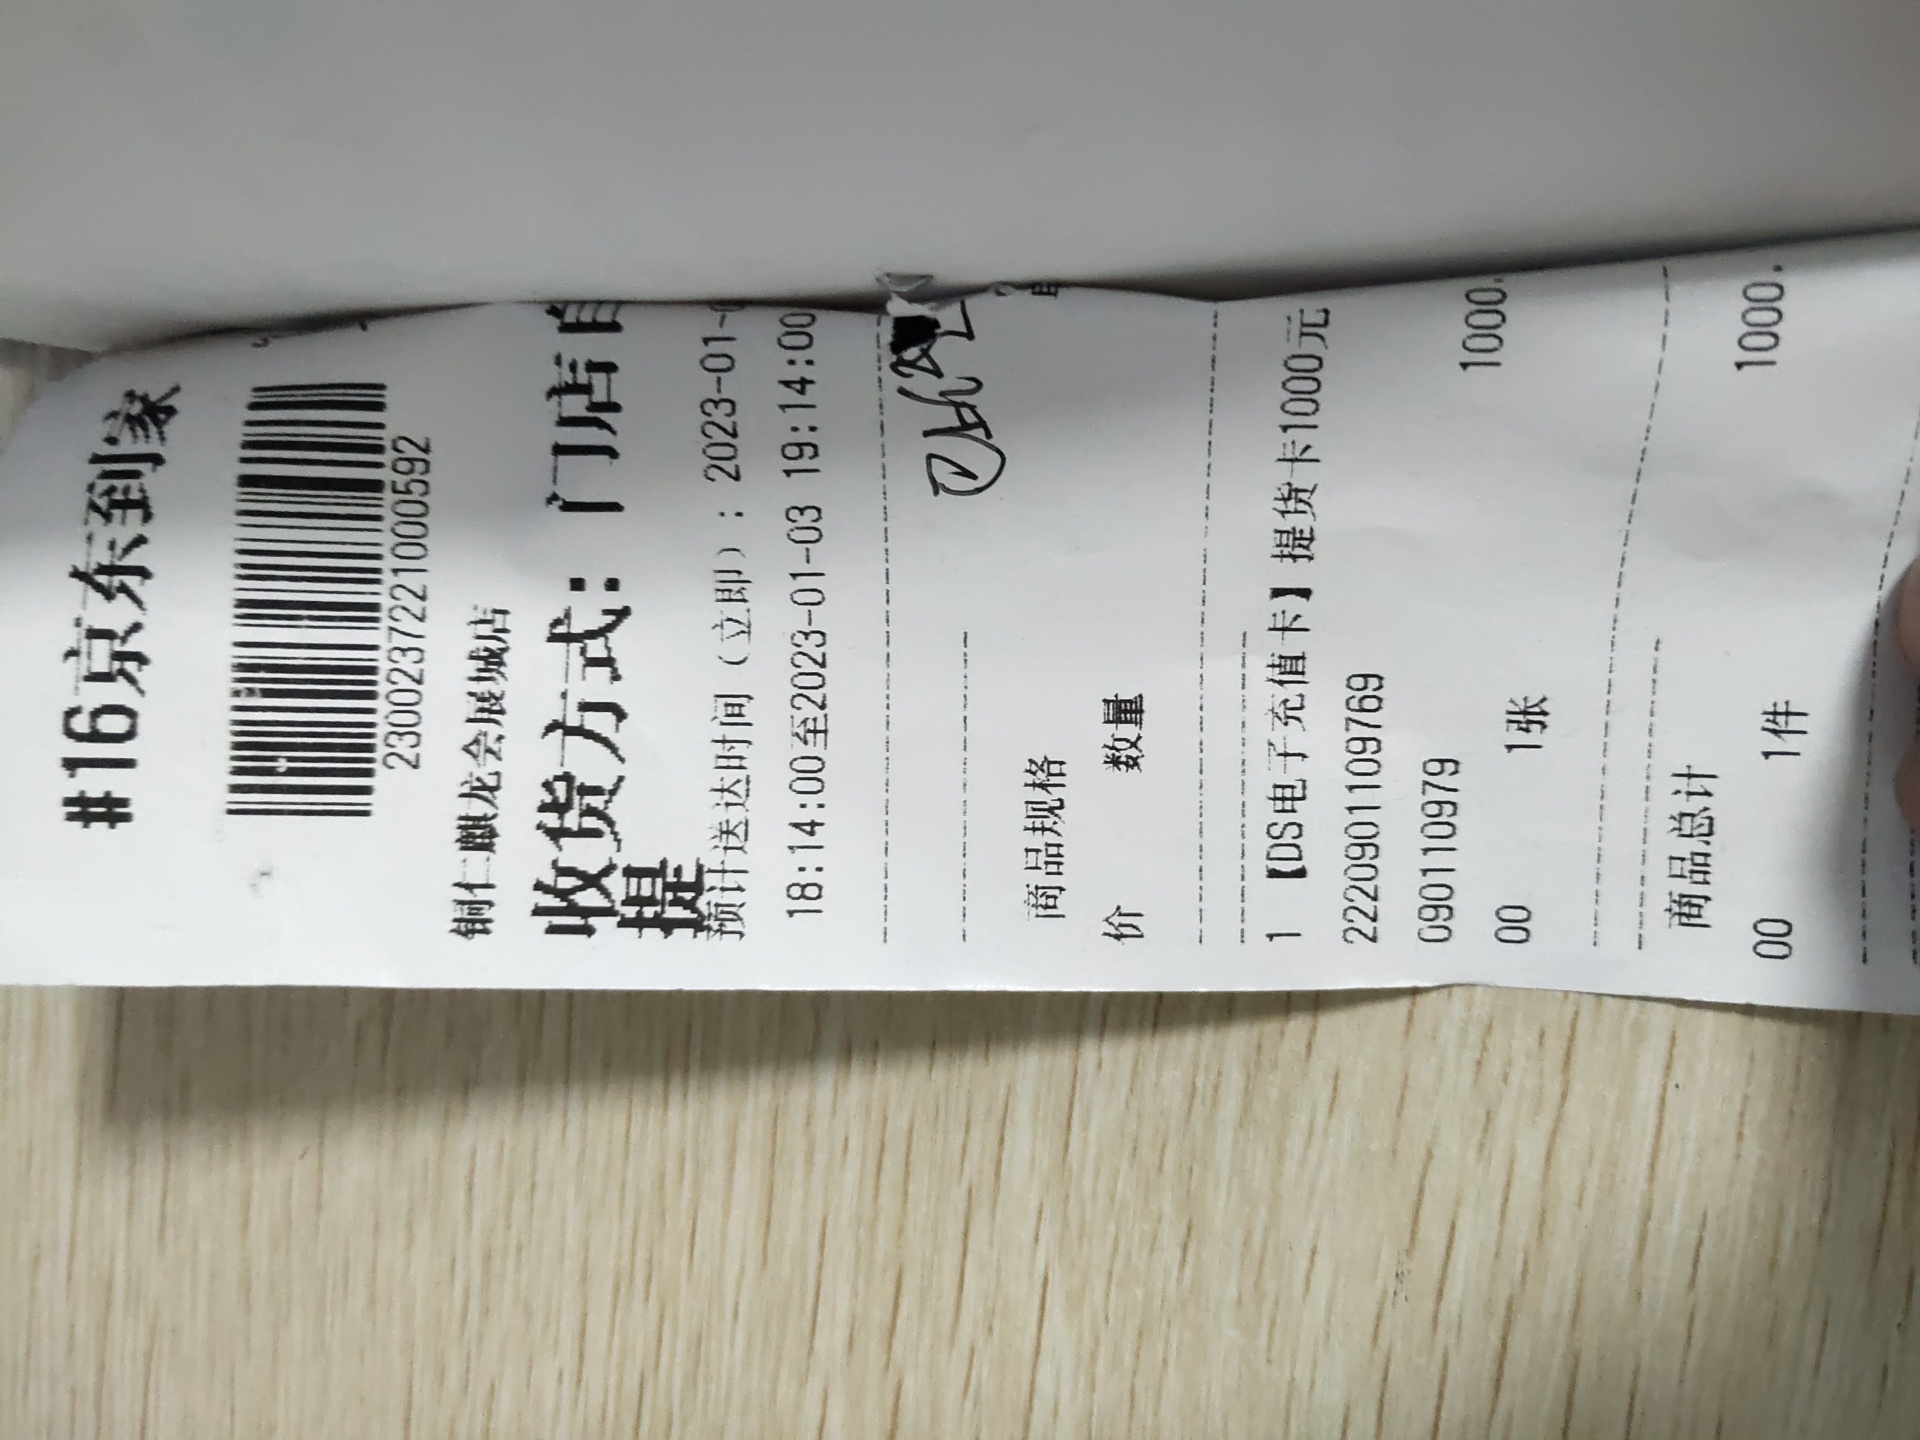 #16京东到家
2300237221000592
铜仁麒龙会展城店
收货方式：门店自
提
预计送达时间（立即）：2023-01-
18:14:00至2023-01-03 19:14:00
商品规格
价 数量
1 【DS电子充值卡】提货卡1000元
2220901109769
090110979
00 1张 1000.
商品总计
00 1件 1000.